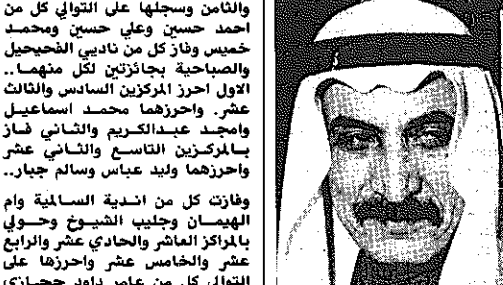 والثامن وسجلها على التوالي كل من
احمد حسين وعلي حسين ومحمد
خميس وفاز كل من ناديي الفحيحيل
والصباحية بجائزتين لكل منهما..
الاول احرز المركزين السادس والثالث
عشر. واحرزهما محمد اسماعيل
وامجد عبدالكريم والثاني فاز
بالمركزين التاسع والثاني عشر
واحرزهما وليد عباس وسالم جبار..
وفازت كل من اندية السالمية وام
الهيمان وجليب الشيوخ وحولي
بالمراكز العاشر والحادي عشر والرابع
عشر والخامس عشر واحرزها على
التوالي كل من عامر داود حجازي